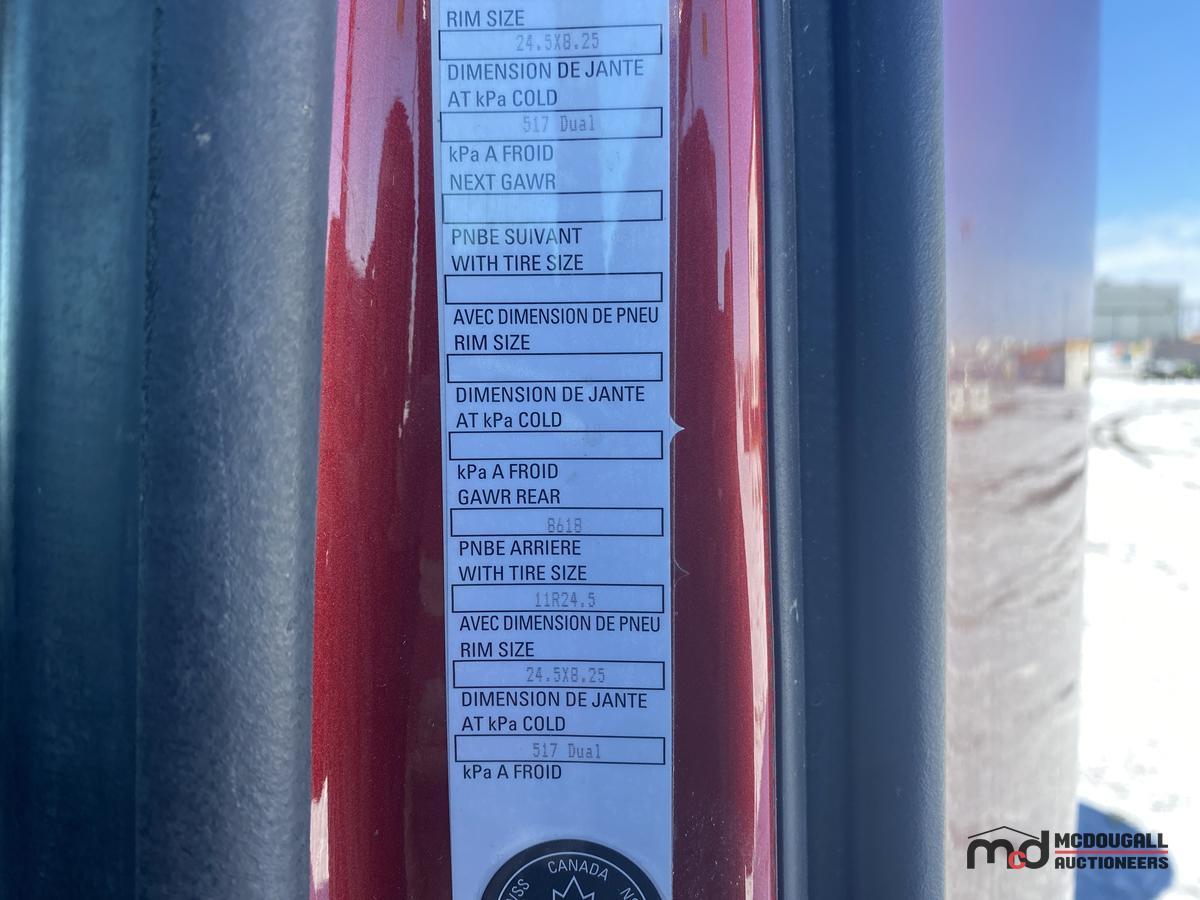 RIM SIZE
24.5X8.25
DIMENSION DE JANTE
AT kPa COLD
517 Dual
kPa A FROID
NEXT GAWR
PNBE SUIVANT
WITH TIRE SIZE
AVEC DIMENSION DE PNEU
RIM SIZE
DIMENSION DE JANTE
AT kPa COLD
kPa A FROID
GAWR REAR
8618
PNBE ARRIERE
WITH TIRE SIZE
11R24.5
AVEC DIMENSION DE PNEU
RIM SIZE
24.5X8.25
DIMENSION DE JANTE
AT kPa COLD
517 Dual
kPa A FROID
CANADA
mcd MCDOUGALL
AUCTIONEERS